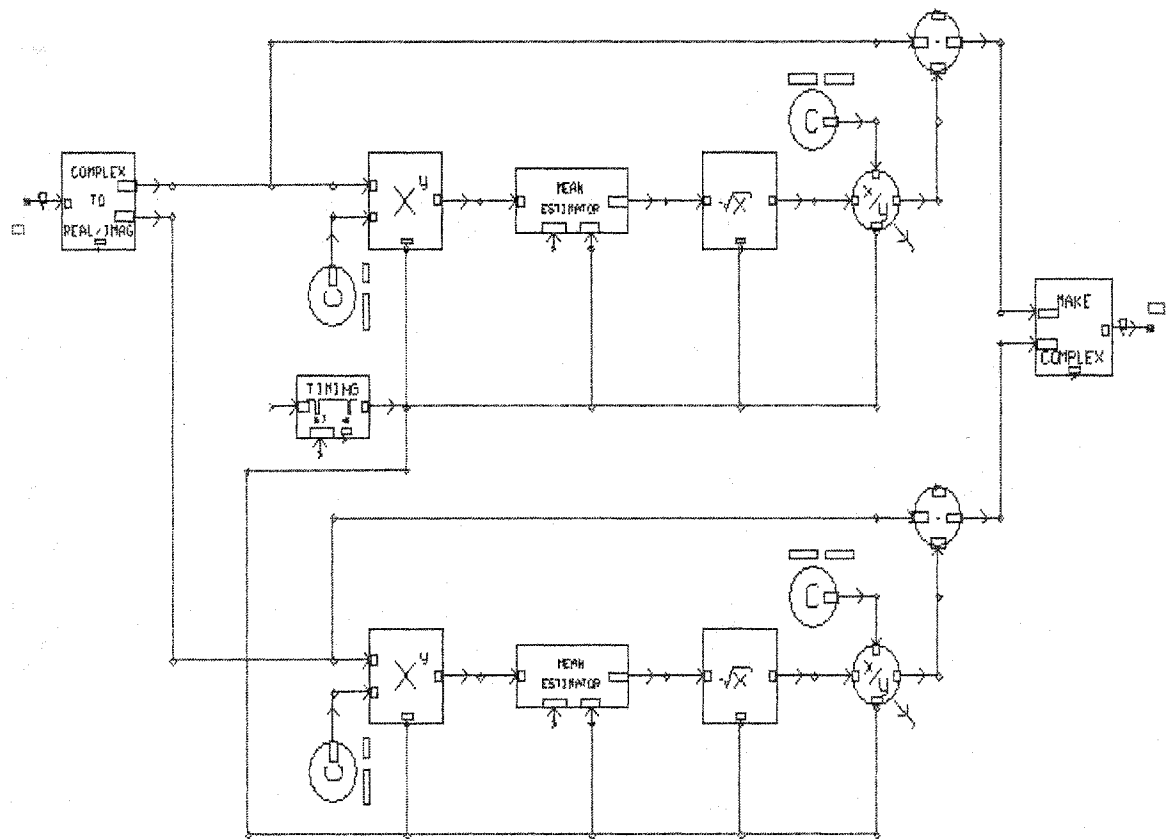 COMPLEX
TO
REAL/IMAG
X y
C
MEAN
ESTIMATOR
√X
C
x/y
TIMING
MAKE
COMPLEX
X y
C
MEAN
ESTIMATOR
√X
C
x/y